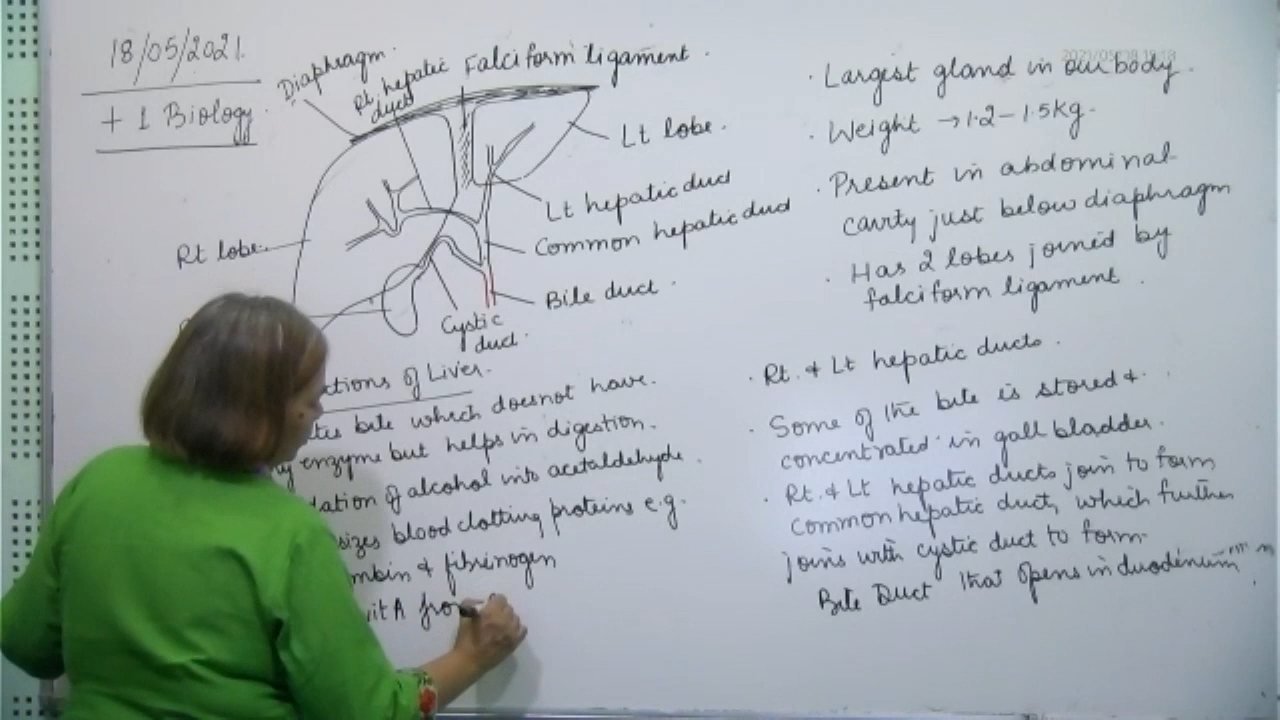 18/05/2021.
+ 1 Biology.
Diaphragm.
Rt. hepatic
duct
Falciform ligament.
Lt lobe.
Lt hepatic duct
Common hepatic duct
Rt lobe.
Bile duct.
Cystic
duct.
ctions of Liver.
bile which doesnot have.
enzyme but helps in digestion.
dation of alcohol into acetaldehyde.
sizes blood clotting proteins e.g.
mbin & fibrinogen
vit A fro
· Largest gland in our body.
· Weight → 1.2 - 1.5kg.
· Present in abdominal
cavity just below diaphragm
· Has 2 lobes joined by
falciform ligament.
· Rt. & Lt hepatic ducts.
· Some of the bile is stored &.
concentrated in gall bladder.
· Rt. & Lt hepatic ducts join to form
common hepatic duct, which further
joins with cystic duct to form
Bile Duct that opens in duodenum